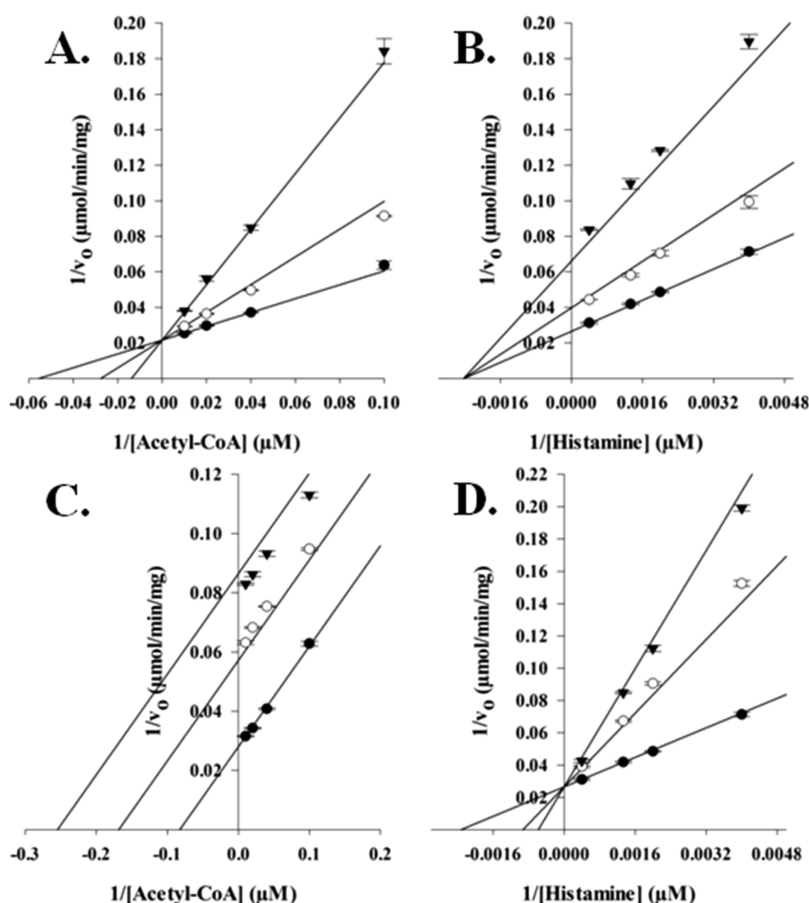 A.
1/vo (μmol/min/mg)
0.20
0.18
0.16
0.14
0.12
0.10
0.08
0.06
0.04
0.02
-0.06 -0.04 -0.02 0.00 0.02 0.04 0.06 0.08 0.10
1/[Acetyl-CoA] (μM)
B.
1/vo (μmol/min/mg)
0.20
0.18
0.16
0.14
0.12
0.10
0.08
0.06
0.04
0.02
-0.0016 0.0000 0.0016 0.0032 0.0048
1/[Histamine] (μM)
C.
1/vo (μmol/min/mg)
0.12
0.10
0.08
0.06
0.04
0.02
-0.3 -0.2 -0.1 0.0 0.1 0.2
1/[Acetyl-CoA] (μM)
D.
1/vo (μmol/min/mg)
0.22
0.20
0.18
0.16
0.14
0.12
0.10
0.08
0.06
0.04
0.02
-0.0016 0.0000 0.0016 0.0032 0.0048
1/[Histamine] (μM)